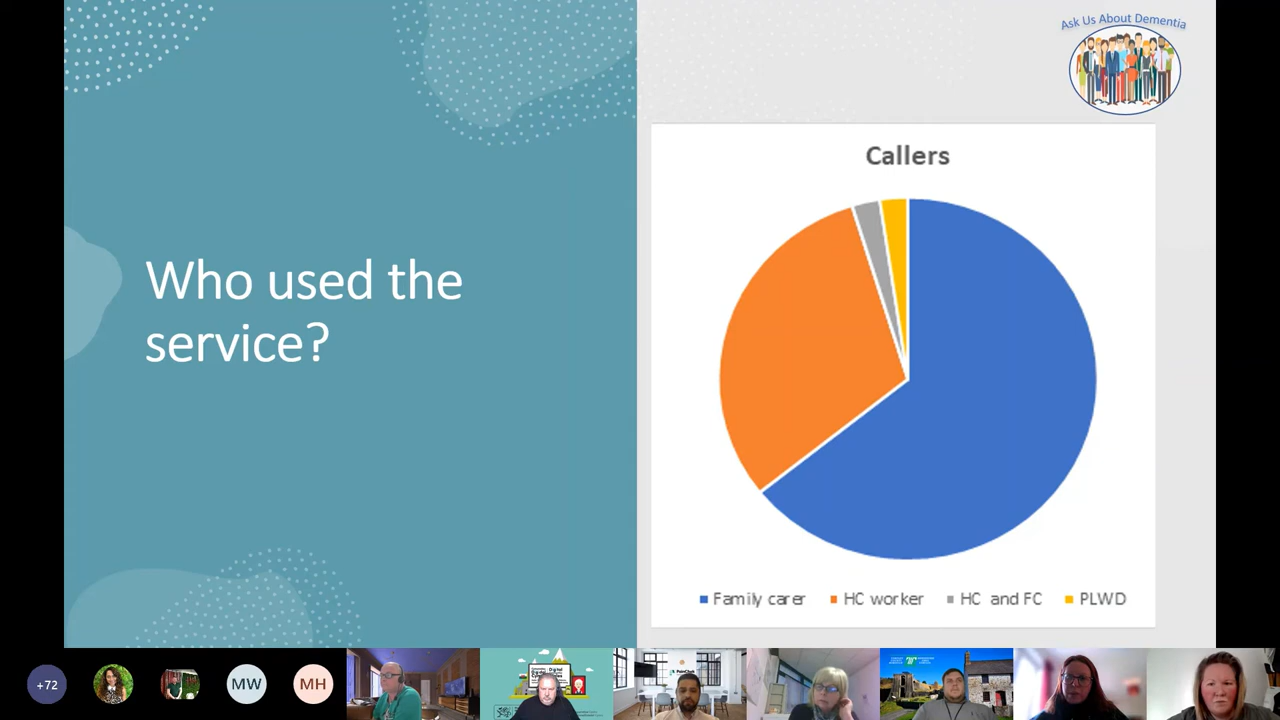 Ask Us About Dementia
Callers
Who used the
service?
Family carer
HC worker
HC and FC
PLWD
+72
MW
MH